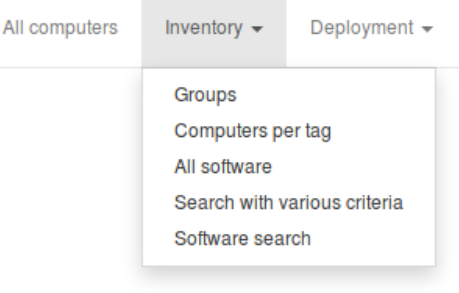 All computers Inventory Deployment
Groups
Computers per tag
All software
Search with various criteria
Software search